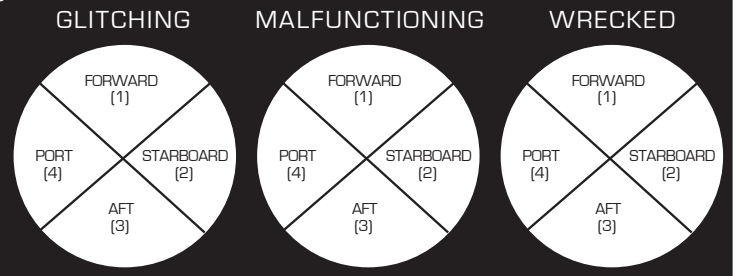 GLITCHING
FORWARD
(1)
PORT
(4)
STARBOARD
(2)
AFT
(3)
MALFUNCTIONING
FORWARD
(1)
PORT
(4)
STARBOARD
(2)
AFT
(3)
WRECKED
FORWARD
(1)
PORT
(4)
STARBOARD
(2)
AFT
(3)